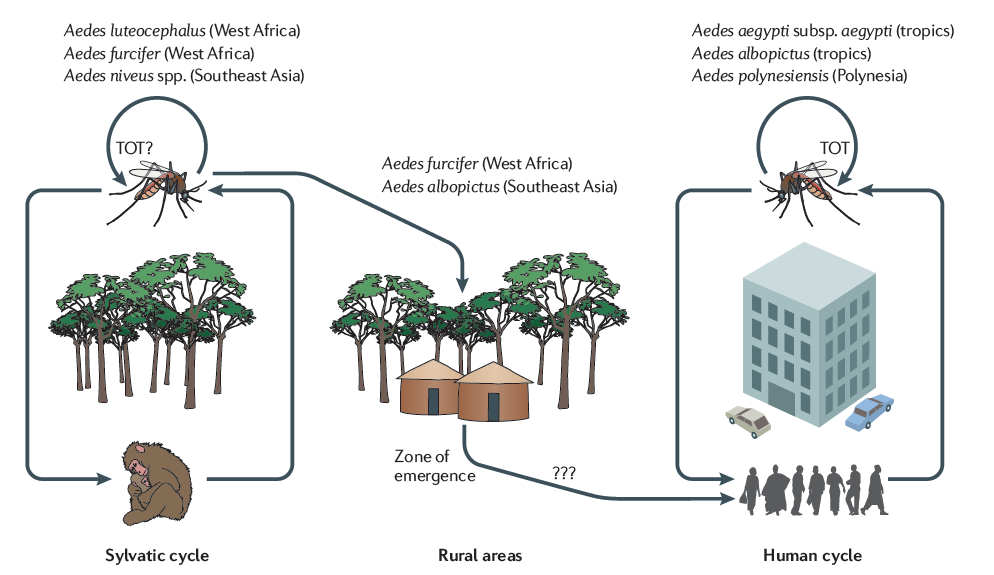 Aedes luteocephalus (West Africa)
Aedes furcifer (West Africa)
Aedes niveus spp. (Southeast Asia)
TOT?
Aedes furcifer (West Africa)
Aedes albopictus (Southeast Asia)
Aedes aegypti subsp. aegypti (tropics)
Aedes albopictus (tropics)
Aedes polynesiensis (Polynesia)
TOT
Zone of
emergence
???
Sylvatic cycle
Rural areas
Human cycle